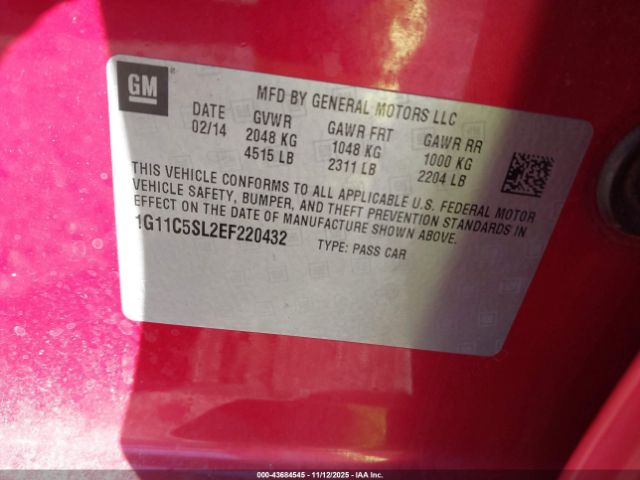 GM
MFD BY GENERAL MOTORS LLC
DATE GVWR GAWR FRT GAWR RR
02/14 2048 KG 1048 KG 1000 KG
4515 LB 2311 LB 2204 LB
THIS VEHICLE CONFORMS TO ALL APPLICABLE U.S. FEDERAL MOTOR
VEHICLE SAFETY, BUMPER, AND THEFT PREVENTION STANDARDS IN
EFFECT ON THE DATE OF MANUFACTURE SHOWN ABOVE.
1G11C5SL2EF220432 TYPE: PASS CAR
000-43684545 - 11/12/2025 - IAA Inc.